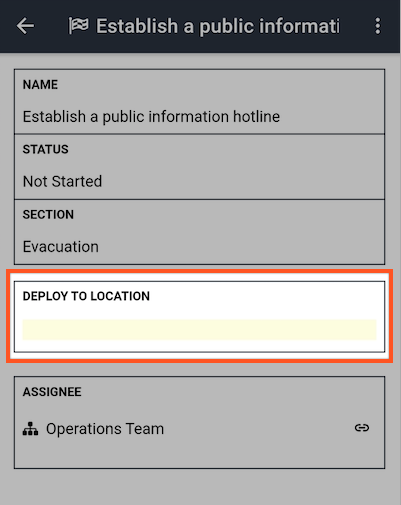 Establish a public informati
NAME
Establish a public information hotline
STATUS
Not Started
SECTION
Evacuation
DEPLOY TO LOCATION
ASSIGNEE
Operations Team